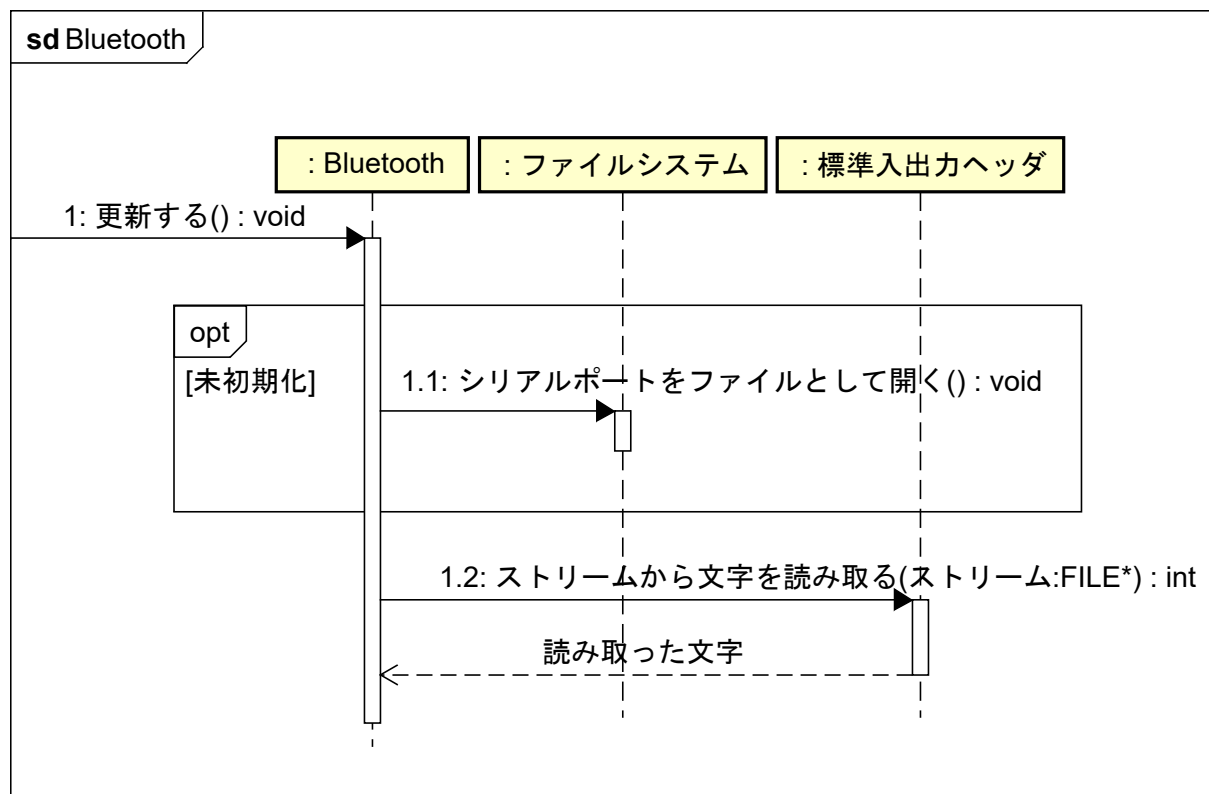 sd Bluetooth
: Bluetooth
: ファイルシステム
: 標準入出力ヘッダ
1: 更新する() : void
opt
[未初期化]
1.1: シリアルポートをファイルとして開く() : void
1.2: ストリームから文字を読み取る(ストリーム:FILE*) : int
読み取った文字